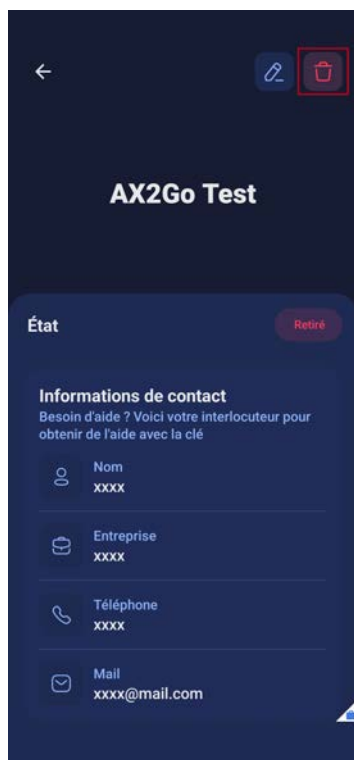 AX2Go Test
État
Retiré
Informations de contact
Besoin d'aide ? Voici votre interlocuteur pour
obtenir de l'aide avec la clé
Nom
xxxx
Entreprise
xxxx
Téléphone
xxxx
Mail
xxxx@mail.com